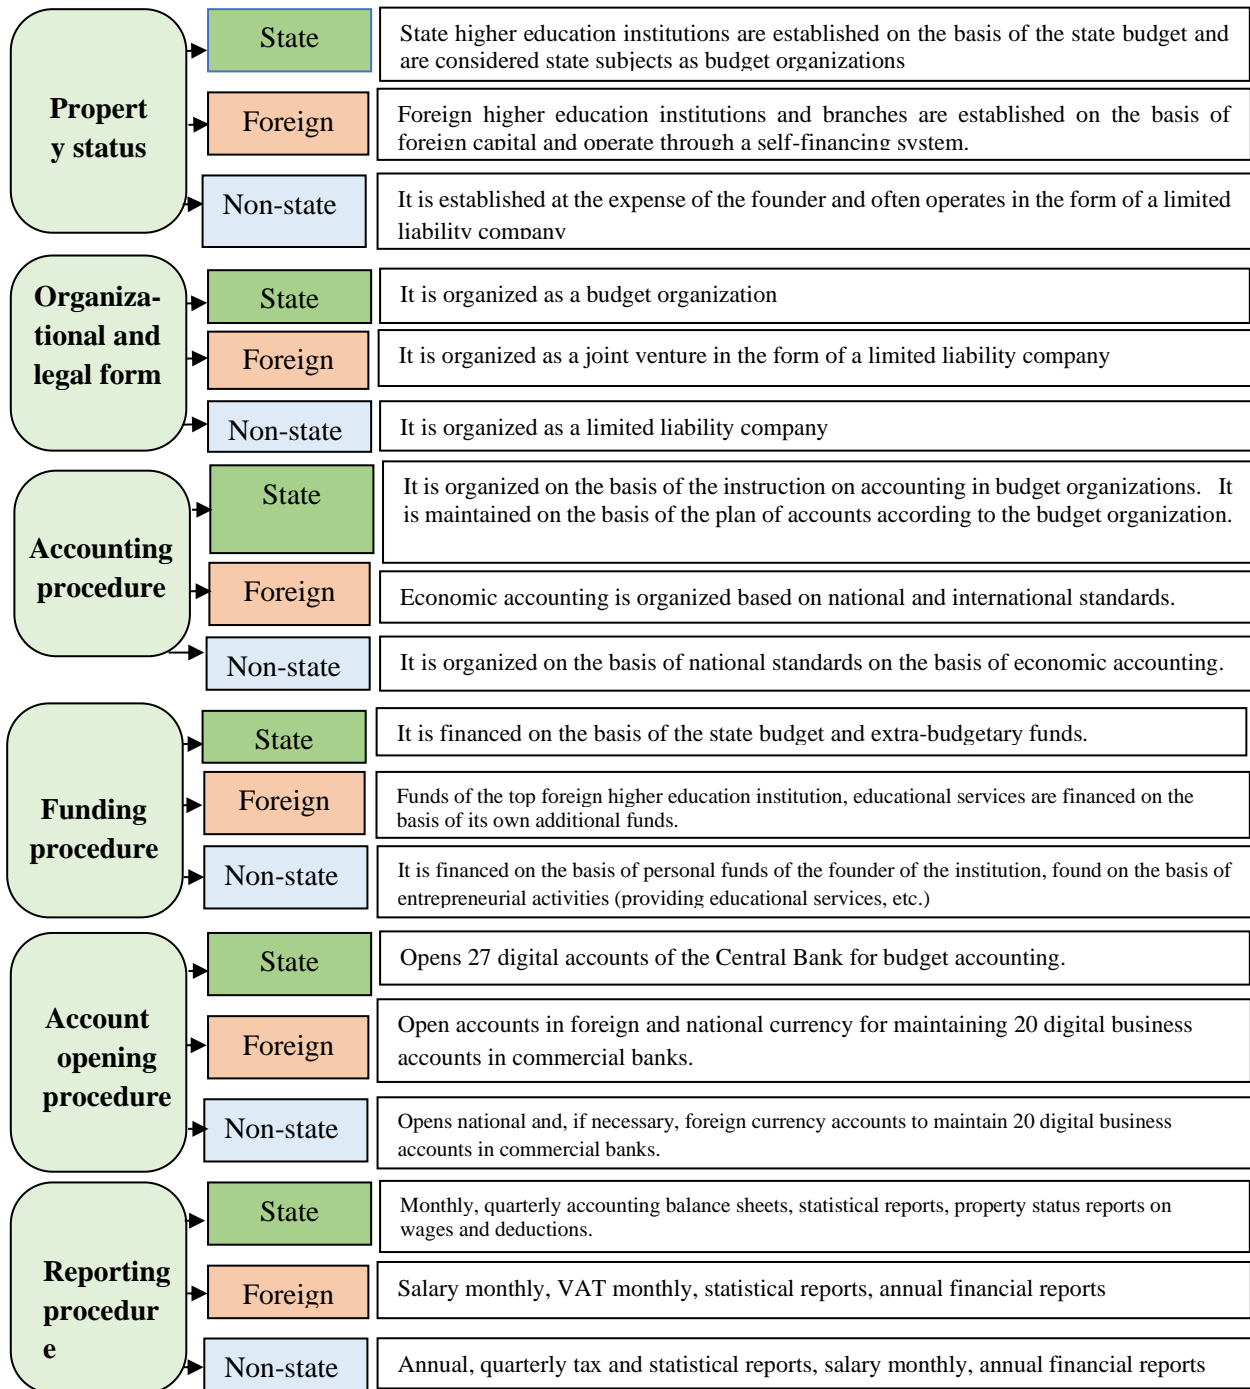 Propert
y status
State
State higher education institutions are established on the basis of the state budget and
are considered state subjects as budget organizations
Foreign
Foreign higher education institutions and branches are established on the basis of
foreign capital and operate through a self-financing system.
Non-state
It is established at the expense of the founder and often operates in the form of a limited
liability company
Organiza-
tional and
legal form
State
It is organized as a budget organization
Foreign
It is organized as a joint venture in the form of a limited liability company
Non-state
It is organized as a limited liability company
Accounting
procedure
State
It is organized on the basis of the instruction on accounting in budget organizations. It
is maintained on the basis of the plan of accounts according to the budget organization.
Foreign
Economic accounting is organized based on national and international standards.
Non-state
It is organized on the basis of national standards on the basis of economic accounting.
Funding
procedure
State
It is financed on the basis of the state budget and extra-budgetary funds.
Foreign
Funds of the top foreign higher education institution, educational services are financed on the
basis of its own additional funds.
Non-state
It is financed on the basis of personal funds of the founder of the institution, found on the basis of
entrepreneurial activities (providing educational services, etc.)
Account
opening
procedure
State
Opens 27 digital accounts of the Central Bank for budget accounting.
Foreign
Open accounts in foreign and national currency for maintaining 20 digital business
accounts in commercial banks.
Non-state
Opens national and, if necessary, foreign currency accounts to maintain 20 digital business
accounts in commercial banks.
Reporting
procedur
e
State
Monthly, quarterly accounting balance sheets, statistical reports, property status reports on
wages and deductions.
Foreign
Salary monthly, VAT monthly, statistical reports, annual financial reports
Non-state
Annual, quarterly tax and statistical reports, salary monthly, annual financial reports